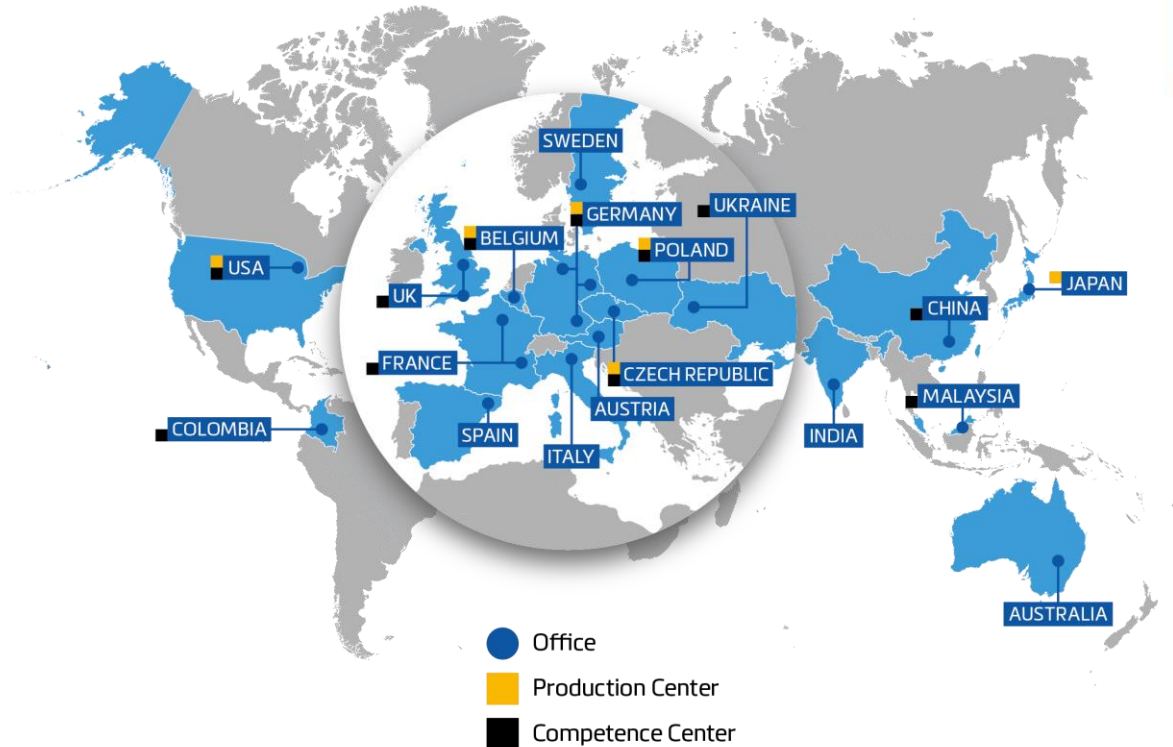 SWEDEN
GERMANY
UKRAINE
BELGIUM
POLAND
USA
UK
JAPAN
CHINA
FRANCE
CZECH REPUBLIC
MALAYSIA
AUSTRIA
COLOMBIA
SPAIN
INDIA
ITALY
AUSTRALIA
Office
Production Center
Competence Center